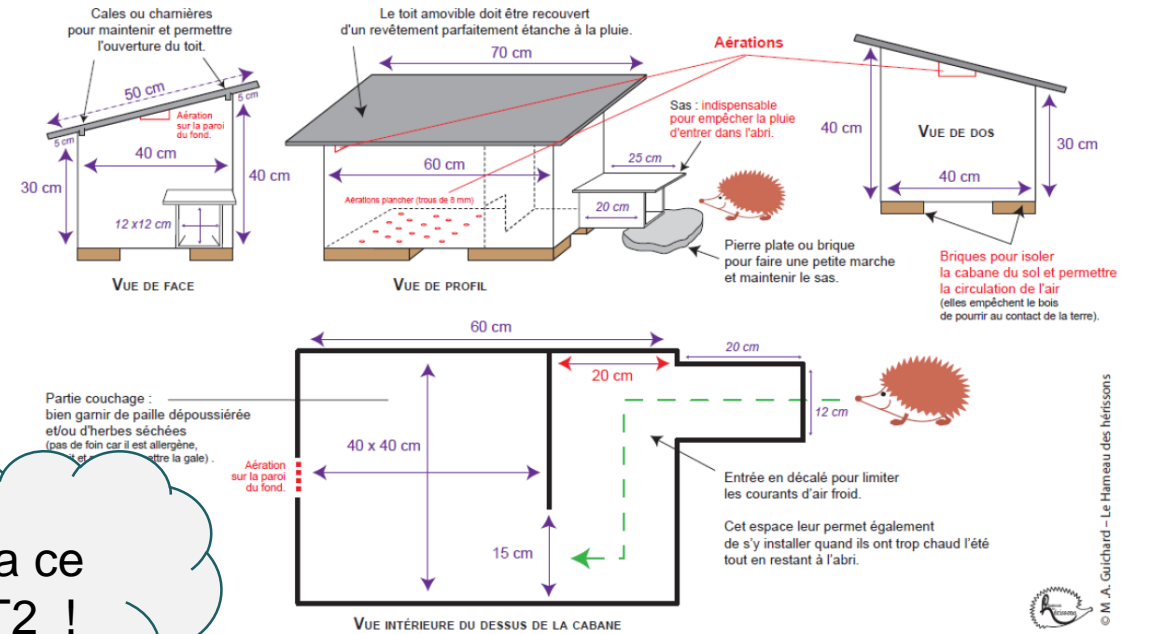 Cales ou charnières
pour maintenir et permettre
l'ouverture du toit.
Le toit amovible doit être recouvert
d'un revêtement parfaitement étanche à la pluie.
70 cm
Aérations
50 cm
5 cm
5 cm
Aération
sur la paroi
du fond.
40 cm
30 cm
40 cm
12 x12 cm
VUE DE FACE
60 cm
Aérations plancher (trous de 8 mm)
VUE DE PROFIL
Sas : indispensable
pour empêcher la pluie
d'entrer dans l'abri.
25 cm
20 cm
Pierre plate ou brique
pour faire une petite marche
et maintenir le sas.
40 cm
VUE DE DOS
30 cm
40 cm
Briques pour isoler
la cabane du sol et permettre
la circulation de l'air
(elles empêchent le bois
de pourrir au contact de la terre).
60 cm
20 cm
20 cm
12 cm
Partie couchage :
bien garnir de paille dépoussiérée
et/ou d'herbes séchées
(pas de foin car il est allergène,
et ttre la gale) .
Aération
sur la paroi
du fond.
40 x 40 cm
15 cm
Entrée en décalé pour limiter
les courants d'air froid.
Cet espace leur permet également
de s'y installer quand ils ont trop chaud l'été
tout en restant à l'abri.
a ce
T2 !
VUE INTÉRIEURE DU DESSUS DE LA CABANE
© M .A. Guichard – Le Hameau des hérissons